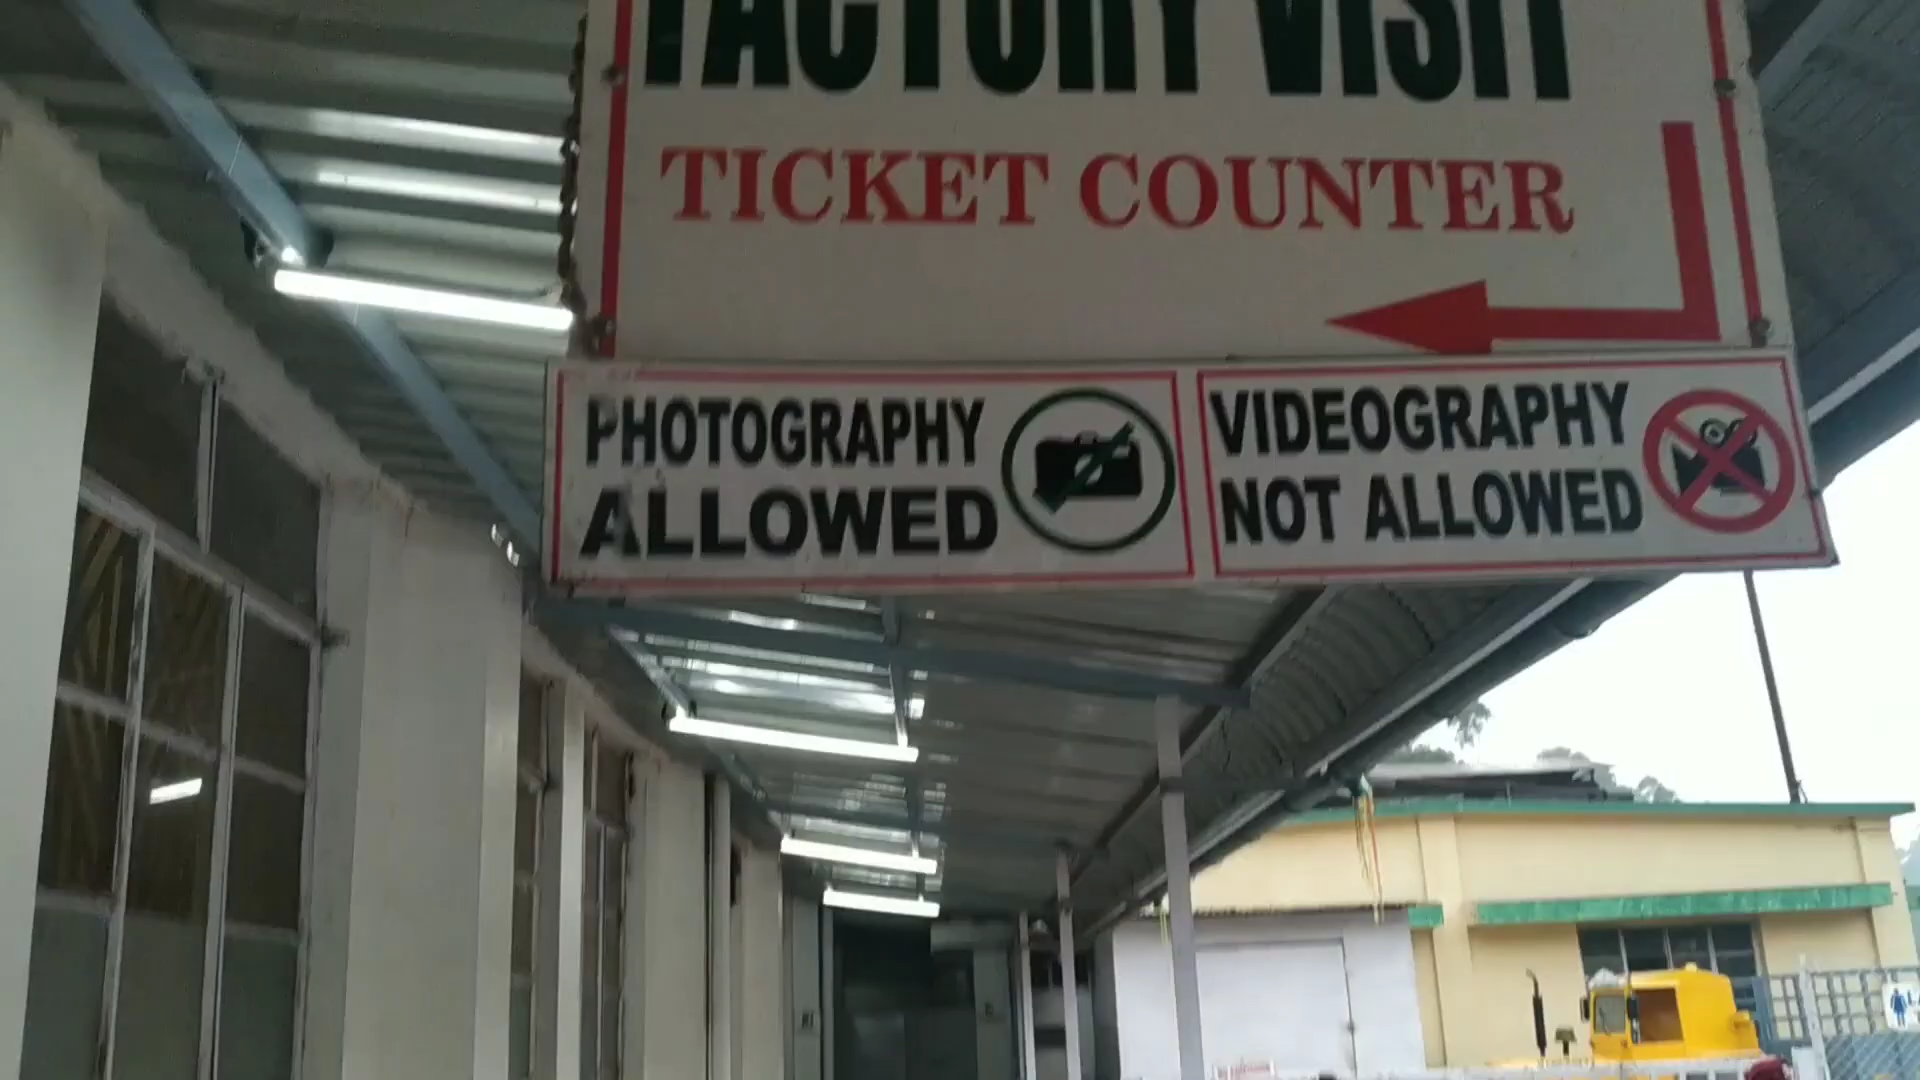 FACTORY VISIT
TICKET COUNTER
PHOTOGRAPHY
ALLOWED
VIDEOGRAPHY
NOT ALLOWED